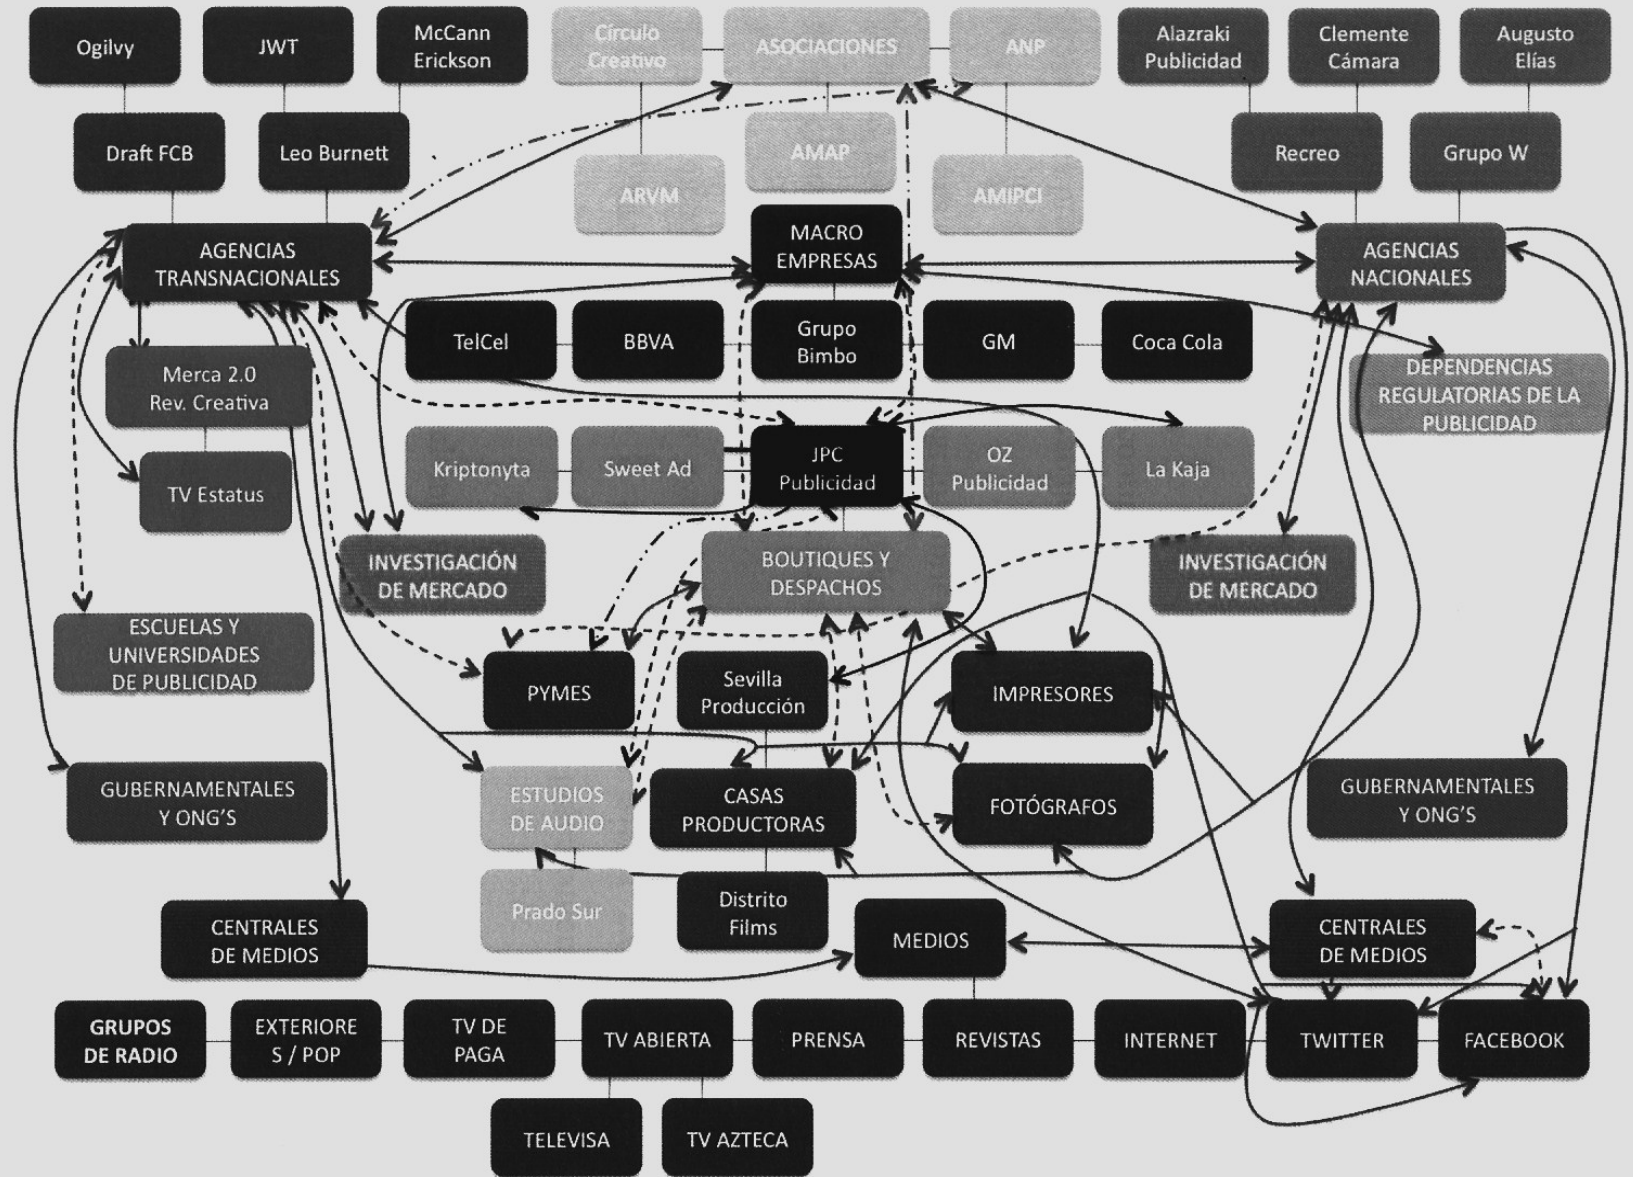 Ogilvy
JWT
McCann
Erickson
Círculo
Creativo
ASOCIACIONES
ANP
Alazraki
Publicidad
Clemente
Cámara
Augusto
Elías
Draft FCB
Leo Burnett
ARVM
AMAP
AMIPCI
Recreo
Grupo W
AGENCIAS
TRANSNACIONALES
MACRO
EMPRESAS
AGENCIAS
NACIONALES
TelCel
BBVA
Grupo
Bimbo
GM
Coca Cola
Merca 2.0
Rev. Creativa
DEPENDENCIAS
REGULATORIAS DE LA
PUBLICIDAD
TV Estatus
Kriptonyta
Sweet Ad
JPC
Publicidad
OZ
Publicidad
La Kaja
INVESTIGACIÓN
DE MERCADO
BOUTIQUES Y
DESPACHOS
INVESTIGACIÓN
DE MERCADO
ESCUELAS Y
UNIVERSIDADES
DE PUBLICIDAD
PYMES
Sevilla
Producción
IMPRESORES
GUBERNAMENTALES
Y ONG'S
ESTUDIOS
DE AUDIO
CASAS
PRODUCTORAS
FOTÓGRAFOS
GUBERNAMENTALES
Y ONG'S
Prado Sur
Distrito
Films
CENTRALES
DE MEDIOS
MEDIOS
CENTRALES
DE MEDIOS
GRUPOS
DE RADIO
EXTERIORE
S / POP
TV DE
PAGA
TV ABIERTA
PRENSA
REVISTAS
INTERNET
TWITTER
FACEBOOK
TELEVISA
TV AZTECA